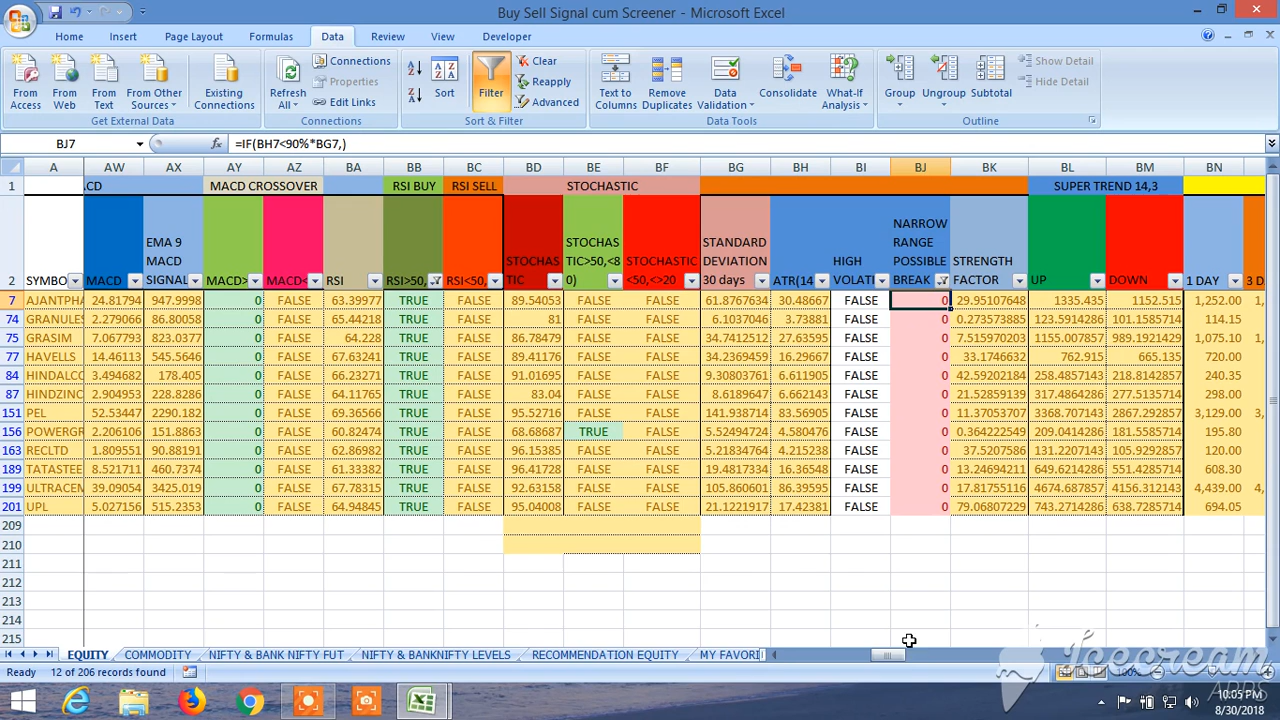 Buy Sell Signal cum Screener - Microsoft Excel
Home Insert Page Layout Formulas Data Review View Developer
From Access
From Web
From Text
From Other Sources
Existing Connections
Get External Data
Refresh All
Connections
Properties
Edit Links
Connections
Sort
Filter
Clear
Reapply
Advanced
Sort & Filter
Text to Columns
Remove Duplicates
Data Validation
Consolidate
What-If Analysis
Data Tools
Group
Ungroup
Subtotal
Show Detail
Hide Detail
Outline
BJ7 fx =IF(BH7<90%*BG7,)
A AW AX AY AZ BA BB BC BD BE BF BG BH BI BJ BK BL BM BN
1 ACD MACD CROSSOVER RSI BUY RSI SELL STOCHASTIC SUPER TREND 14,3
2 SYMBO MACD EMA 9 MACD SIGNAL MACD> MACD< RSI RSI>50, RSI<50, STOCHAS TIC STOCHAS TIC>50,<8 0) STOCHASTIC <50,<>20 STANDARD DEVIATION 30 days ATR(14 HIGH VOLATI NARROW RANGE POSSIBLE BREAK STRENGTH FACTOR UP DOWN 1 DAY 3 D
7 AJANTPHA 24.81794 947.9998 0 FALSE 63.39977 TRUE FALSE 89.54053 FALSE FALSE 61.8767634 30.48667 FALSE 0 29.95107648 1335.435 1152.515 1,252.00 1,
74 GRANULES 2.279066 86.80058 0 FALSE 65.44218 TRUE FALSE 81 FALSE FALSE 6.1037046 3.73881 FALSE 0 0.273573885 123.5914286 101.1585714 114.15
75 GRASIM 7.067793 823.0377 0 FALSE 64.228 TRUE FALSE 86.78479 FALSE FALSE 34.7412512 27.63595 FALSE 0 7.515970203 1155.007857 989.1921429 1,075.10 1,
77 HAVELLS 14.46113 545.5646 0 FALSE 67.63241 TRUE FALSE 89.41176 FALSE FALSE 34.2369459 16.29667 FALSE 0 33.1746632 762.915 665.135 720.00
84 HINDALCO 3.494682 178.405 0 FALSE 66.23271 TRUE FALSE 91.01695 FALSE FALSE 9.30803761 6.611905 FALSE 0 42.59202184 258.4857143 218.8142857 240.35
87 HINDZINC 2.904953 228.8286 0 FALSE 64.11765 TRUE FALSE 83.04 FALSE FALSE 8.6189641 6.662143 FALSE 0 21.52859139 317.4864286 277.5135714 298.00
151 PEL 52.53447 2290.182 0 FALSE 69.36566 TRUE FALSE 95.52716 FALSE FALSE 141.938714 83.56905 FALSE 0 11.37053707 3368.707143 2867.292857 3,129.00 3,
156 POWERGR 2.206106 151.8863 0 FALSE 60.82474 TRUE FALSE 68.68687 TRUE FALSE 5.52494724 4.580476 FALSE 0 0.364222549 209.0414286 181.5585714 195.80
163 RECLTD 1.809551 90.88191 0 FALSE 62.86982 TRUE FALSE 96.15385 FALSE FALSE 5.21834764 4.215238 FALSE 0 37.5207596 131.2207143 105.9292857 120.00
189 TATASTEE 8.521711 460.7374 0 FALSE 61.33382 TRUE FALSE 96.41728 FALSE FALSE 19.4817334 16.36548 FALSE 0 13.24694211 649.6214286 551.4285714 608.30
199 ULTRACEM 39.09054 3425.019 0 FALSE 67.78315 TRUE FALSE 92.63158 FALSE FALSE 105.860601 86.39595 FALSE 0 17.81755116 4674.687857 4156.312143 4,439.00 4,
201 UPL 5.027156 515.2353 0 FALSE 64.94845 TRUE FALSE 95.04008 FALSE FALSE 21.1221917 17.42381 FALSE 0 79.06807229 743.2714286 638.7285714 694.05
209
210
211
212
213
214
215
EQUITY COMMODITY NIFTY & BANK NIFTY FUT NIFTY & BANKNIFTY LEVELS RECOMMENDATION EQUITY MY FAVORI
Ready 12 of 206 records found 100%
Icecream
APPS
10:05 PM
8/30/2018